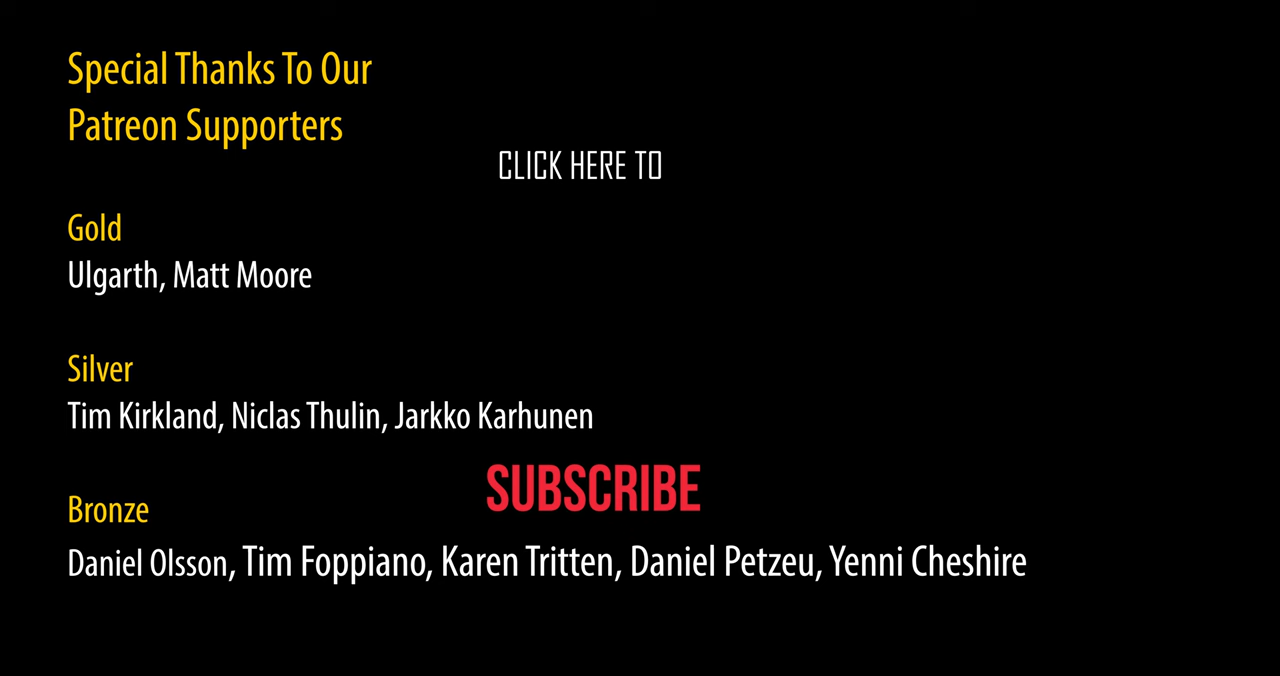 Special Thanks To Our
Patreon Supporters
CLICK HERE TO
Gold
Ulgarth, Matt Moore
Silver
Tim Kirkland, Niclas Thulin, Jarkko Karhunen
SUBSCRIBE
Bronze
Daniel Olsson, Tim Foppiano, Karen Tritten, Daniel Petzeu, Yenni Cheshire